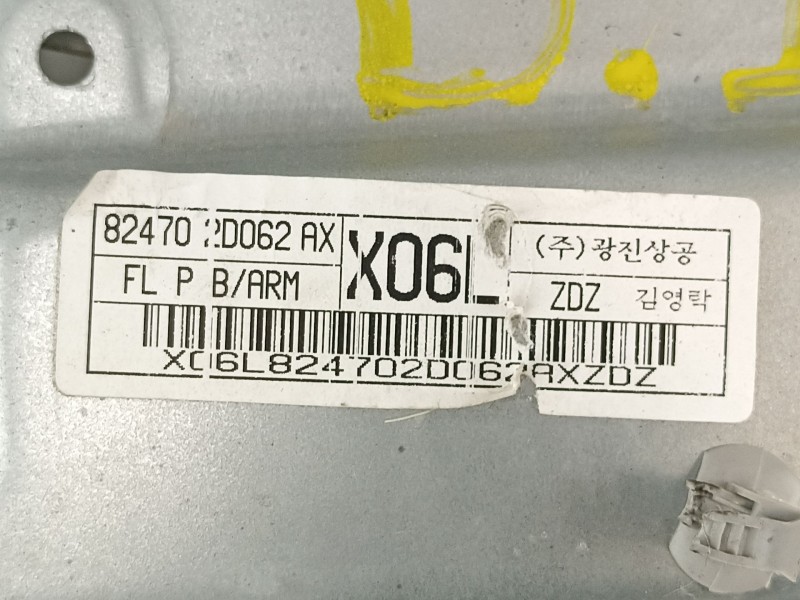 D.I
82470 2D062 AX
X06L
(주)광진상공
FL P B/ARM
ZDZ 김영락
X06L824702D062AXZDZ